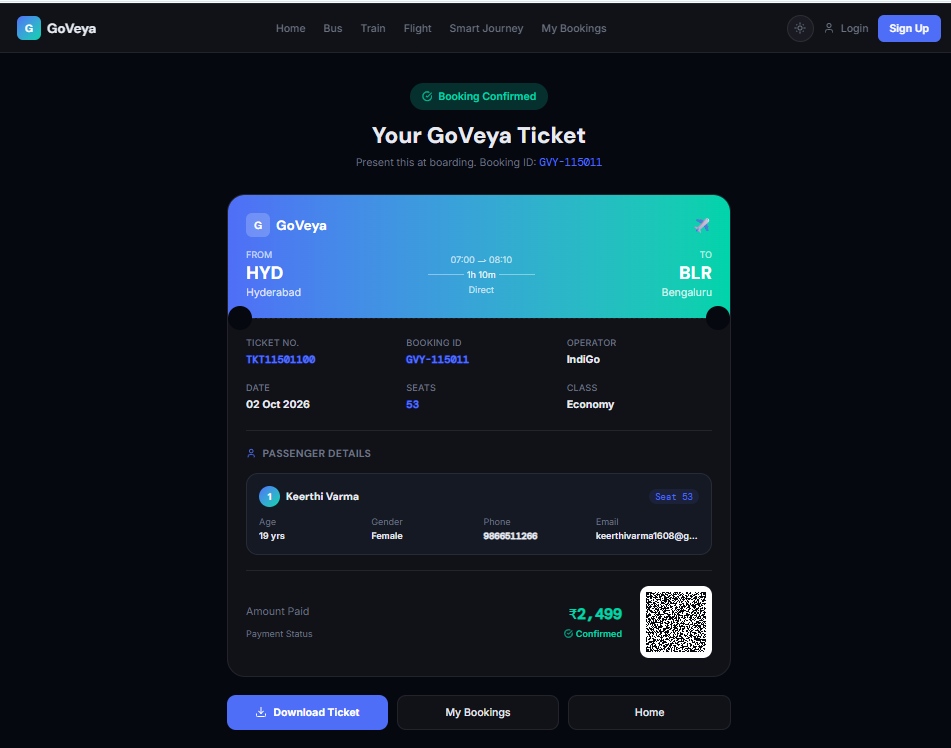 G GoVeya Home Bus Train Flight Smart Journey My Bookings Login Sign Up
Booking Confirmed
Your GoVeya Ticket
Present this at boarding. Booking ID: GVY-115011
G GoVeya
FROM
HYD
Hyderabad
07:00 → 08:10
1h 10m
Direct
TO
BLR
Bengaluru
TICKET NO. BOOKING ID OPERATOR
TKT11501100 GVY-115011 IndiGo
DATE SEATS CLASS
02 Oct 2026 53 Economy
PASSENGER DETAILS
1 Keerthi Varma Seat 53
Age Gender Phone Email
19 yrs Female 9866511266 keerthivarma1608@g...
Amount Paid ₹2,499
Payment Status Confirmed
Download Ticket My Bookings Home